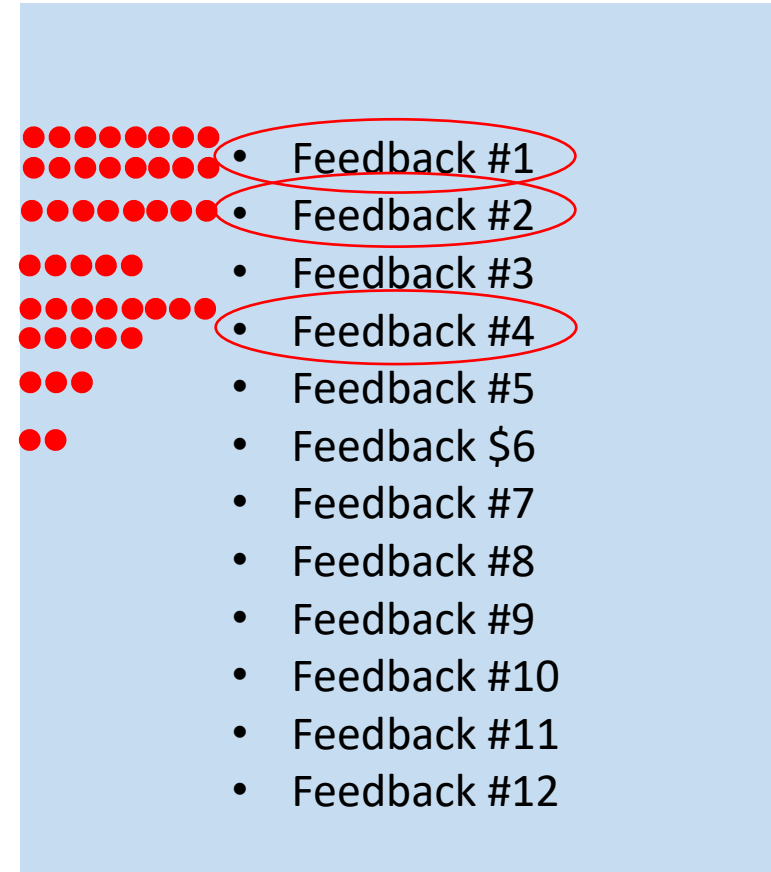 • Feedback #1
• Feedback #2
• Feedback #3
• Feedback #4
• Feedback #5
• Feedback $6
• Feedback #7
• Feedback #8
• Feedback #9
• Feedback #10
• Feedback #11
• Feedback #12